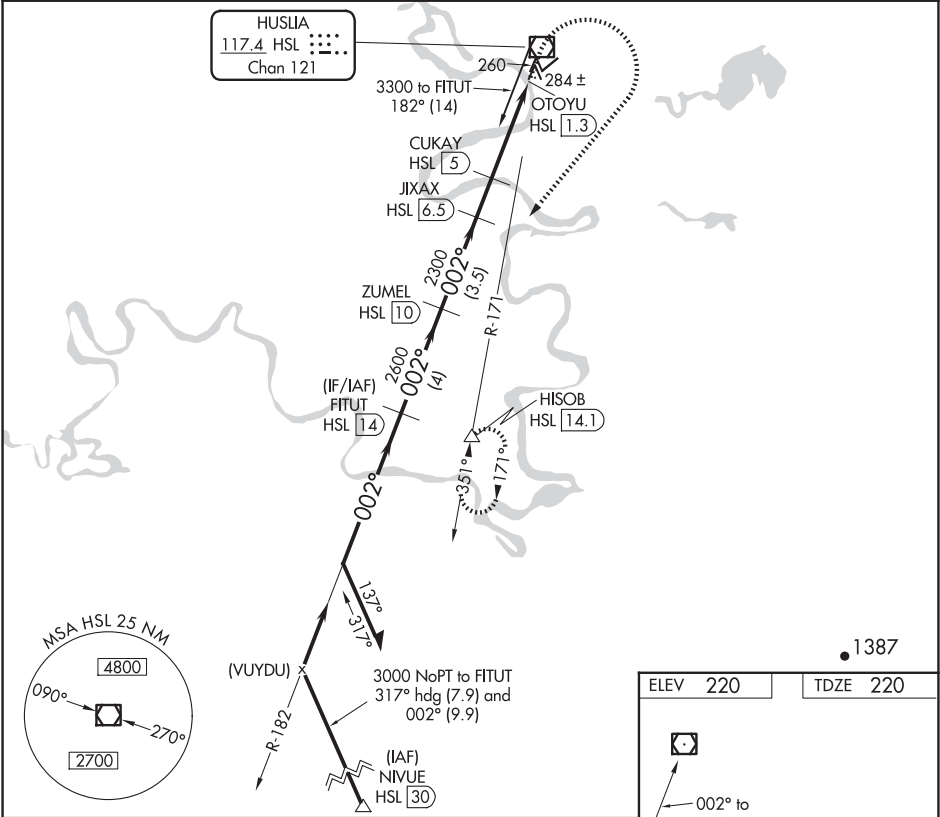 HUSLIA
117.4 HSL
Chan 121
260
284 ±
3300 to FITUT
182° (14)
OTOYU
HSL 1.3
CUKAY
HSL 5
JIXAX
HSL 6.5
2300
002°
(3.5)
R-171
ZUMEL
HSL 10
2600
002°
(4)
(IF/IAF)
FITUT
HSL 14
HISOB
HSL 14.1
351°
171°
002°
137°
317°
1387
MSA HSL 25 NM
4800
090°
270°
2700
(VUYDU) x
3000 NoPT to FITUT
317° hdg (7.9) and
002° (9.9)
R-182
(IAF)
NIVUE
HSL 30
ELEV 220
TDZE 220
002° to